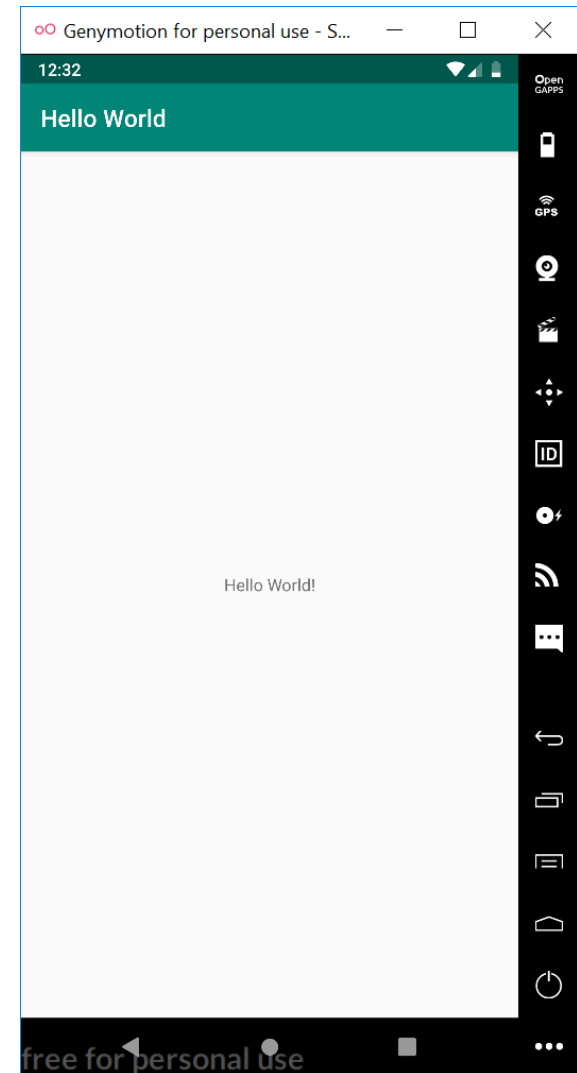 Genymotion for personal use - S...
12:32
Open
GAPPS
Hello World
GPS
ID
Hello World!
free for personal use